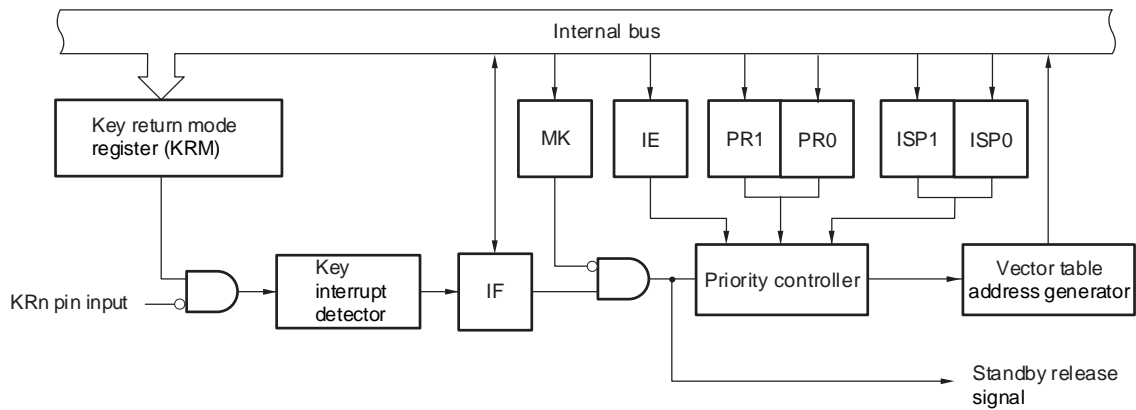 Internal bus
Key return mode
register (KRM)
MK
IE
PR1
PR0
ISP1
ISP0
KRn pin input
Key
interrupt
detector
IF
Priority controller
Vector table
address generator
Standby release
signal